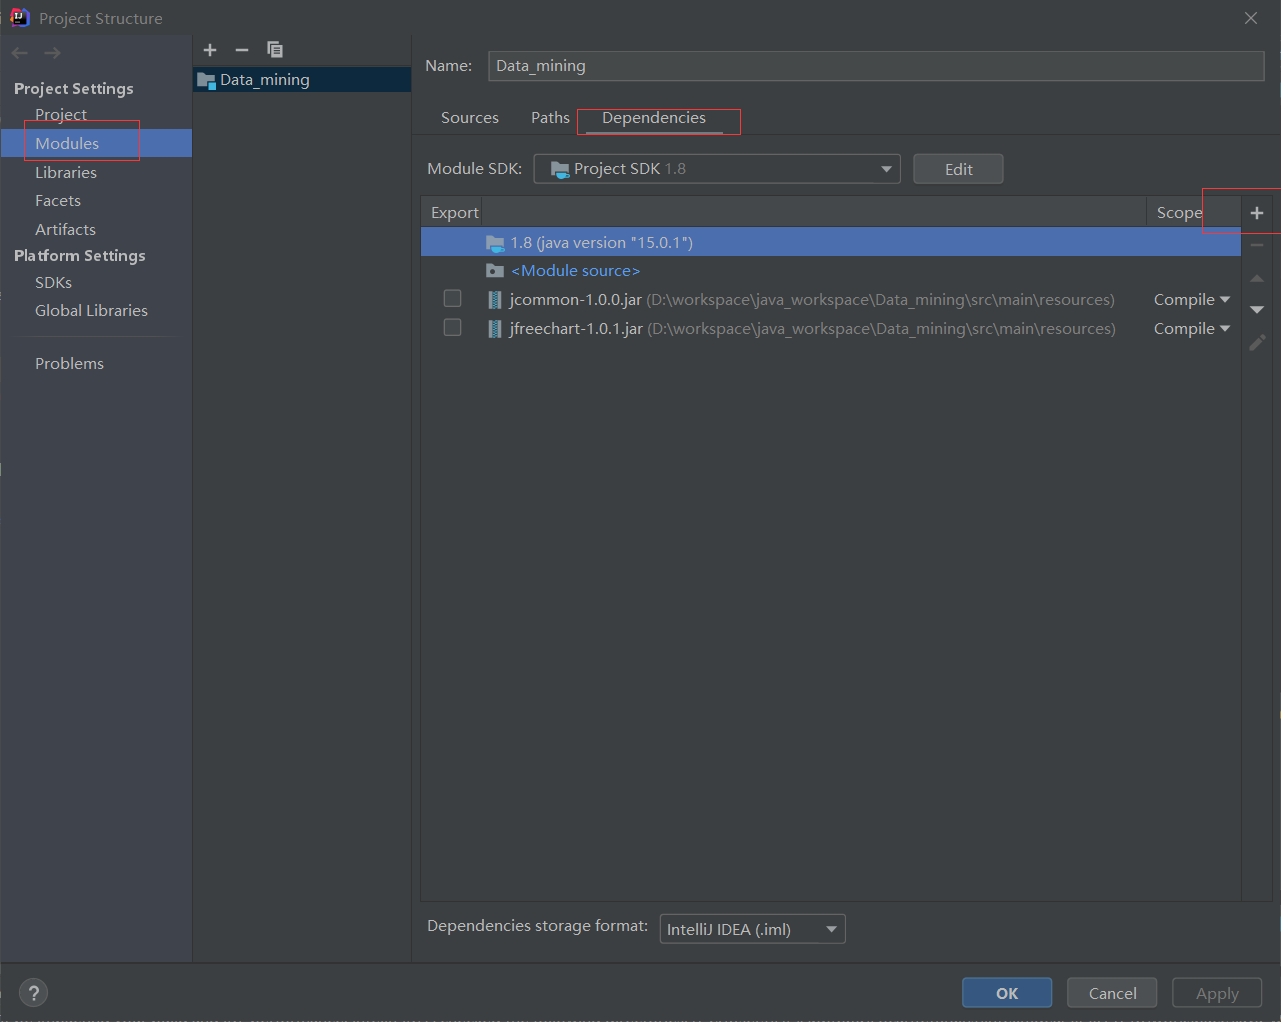 Project Structure
Project Settings
Project
Modules
Libraries
Facets
Artifacts
Platform Settings
SDKs
Global Libraries
Problems
Data_mining
Name: Data_mining
Sources Paths Dependencies
Module SDK: Project SDK 1.8 Edit
Export Scope
1.8 (java version "15.0.1")
<Module source>
jcommon-1.0.0.jar (D:\workspace\java_workspace\Data_mining\src\main\resources) Compile
jfreechart-1.0.1.jar (D:\workspace\java_workspace\Data_mining\src\main\resources) Compile
Dependencies storage format: IntelliJ IDEA (.iml)
? OK Cancel Apply